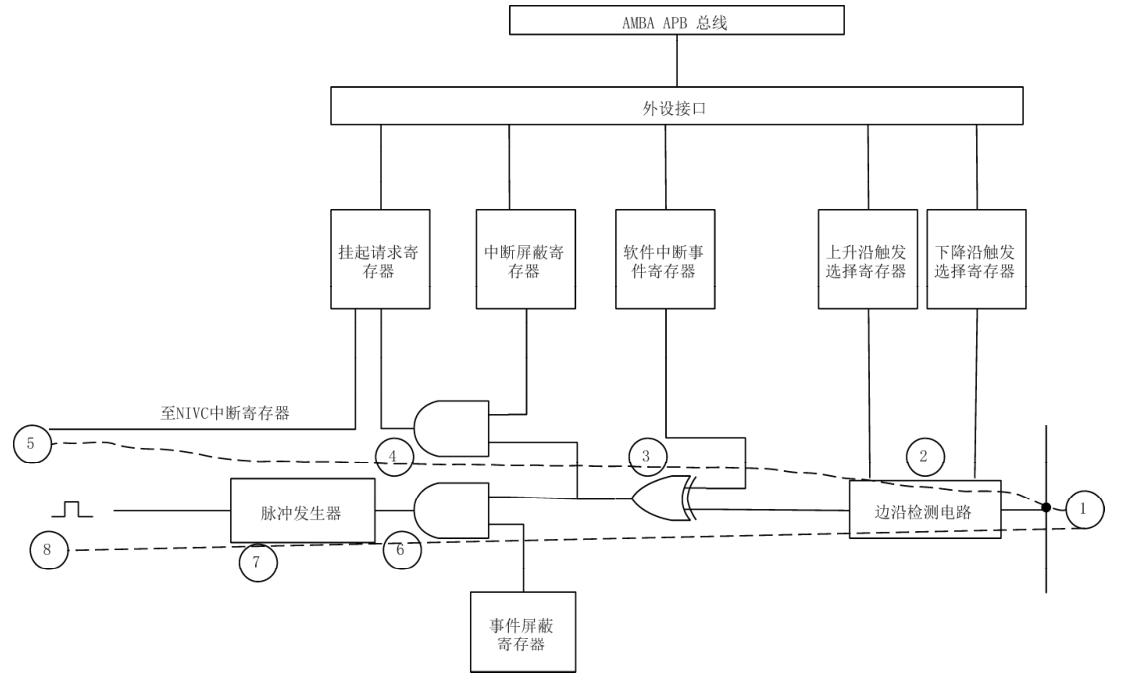 AMBA APB 总线
外设接口
挂起请求寄
存器
中断屏蔽寄
存器
软件中断事
件寄存器
上升沿触发
选择寄存器
下降沿触发
选择寄存器
至NIVC中断寄存器
5
4
3
2
1
脉冲发生器
边沿检测电路
8
7
6
事件屏蔽
寄存器